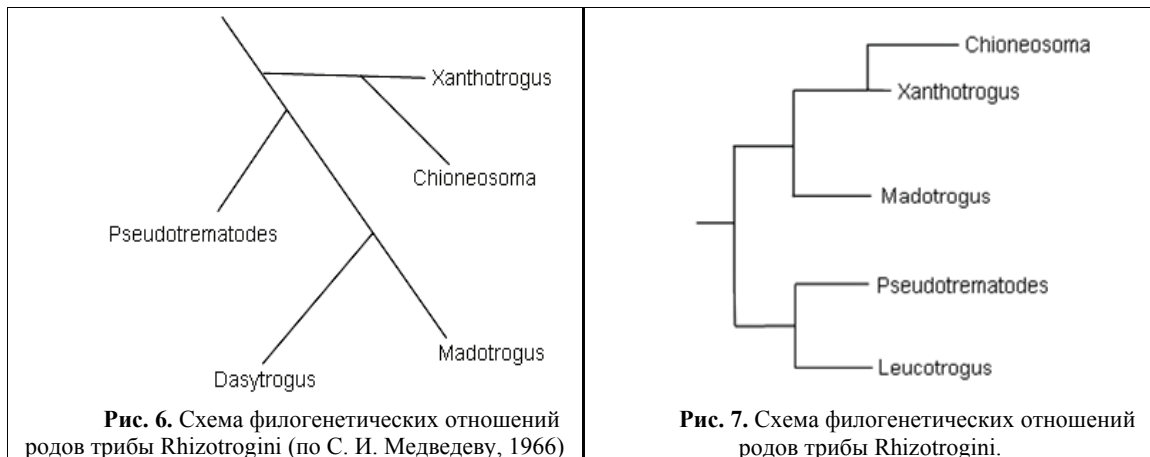 Xanthotrogus
Chioneosoma
Pseudotrematodes
Madotrogus
Dasytrogus
Рис. 6. Схема филогенетических отношений
родов трибы Rhizotrogini (по С. И. Медведеву, 1966)
Chioneosoma
Xanthotrogus
Madotrogus
Pseudotrematodes
Leucotrogus
Рис. 7. Схема филогенетических отношений
родов трибы Rhizotrogini.